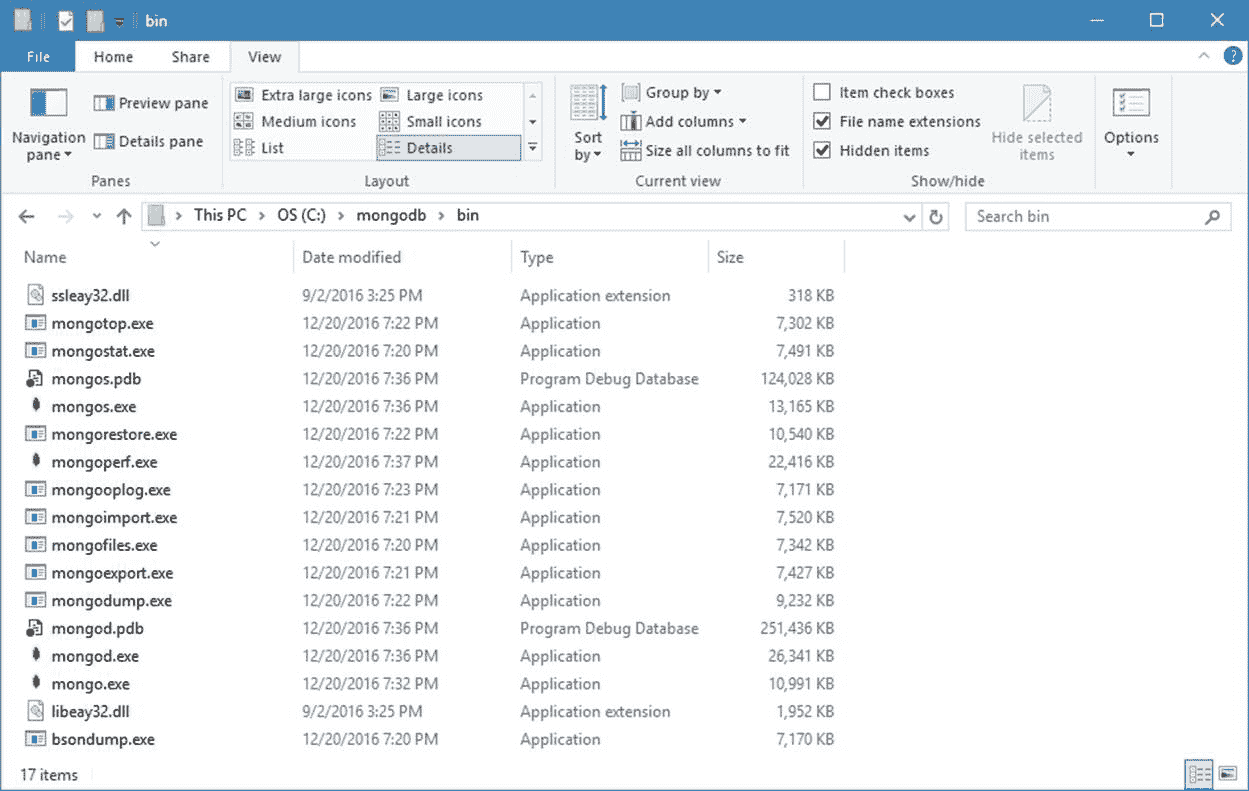 bin
File Home Share View
Navigation pane
Preview pane
Details pane
Panes
Extra large icons Large icons
Medium icons Small icons
List Details
Layout
Sort by
Group by
Add columns
Size all columns to fit
Current view
Item check boxes
File name extensions
Hidden items
Hide selected items
Show/hide
Options
This PC > OS (C:) > mongodb > bin
Search bin
Name Date modified Type Size
ssleay32.dll 9/2/2016 3:25 PM Application extension 318 KB
mongotop.exe 12/20/2016 7:22 PM Application 7,302 KB
mongostat.exe 12/20/2016 7:20 PM Application 7,491 KB
mongos.pdb 12/20/2016 7:36 PM Program Debug Database 124,028 KB
mongos.exe 12/20/2016 7:36 PM Application 13,165 KB
mongorestore.exe 12/20/2016 7:22 PM Application 10,540 KB
mongoperf.exe 12/20/2016 7:37 PM Application 22,416 KB
mongooplog.exe 12/20/2016 7:23 PM Application 7,171 KB
mongoimport.exe 12/20/2016 7:21 PM Application 7,520 KB
mongofiles.exe 12/20/2016 7:20 PM Application 7,342 KB
mongoexport.exe 12/20/2016 7:21 PM Application 7,427 KB
mongodump.exe 12/20/2016 7:22 PM Application 9,232 KB
mongod.pdb 12/20/2016 7:36 PM Program Debug Database 251,436 KB
mongod.exe 12/20/2016 7:36 PM Application 26,341 KB
mongo.exe 12/20/2016 7:32 PM Application 10,991 KB
libeay32.dll 9/2/2016 3:25 PM Application extension 1,952 KB
bsondump.exe 12/20/2016 7:20 PM Application 7,170 KB
17 items